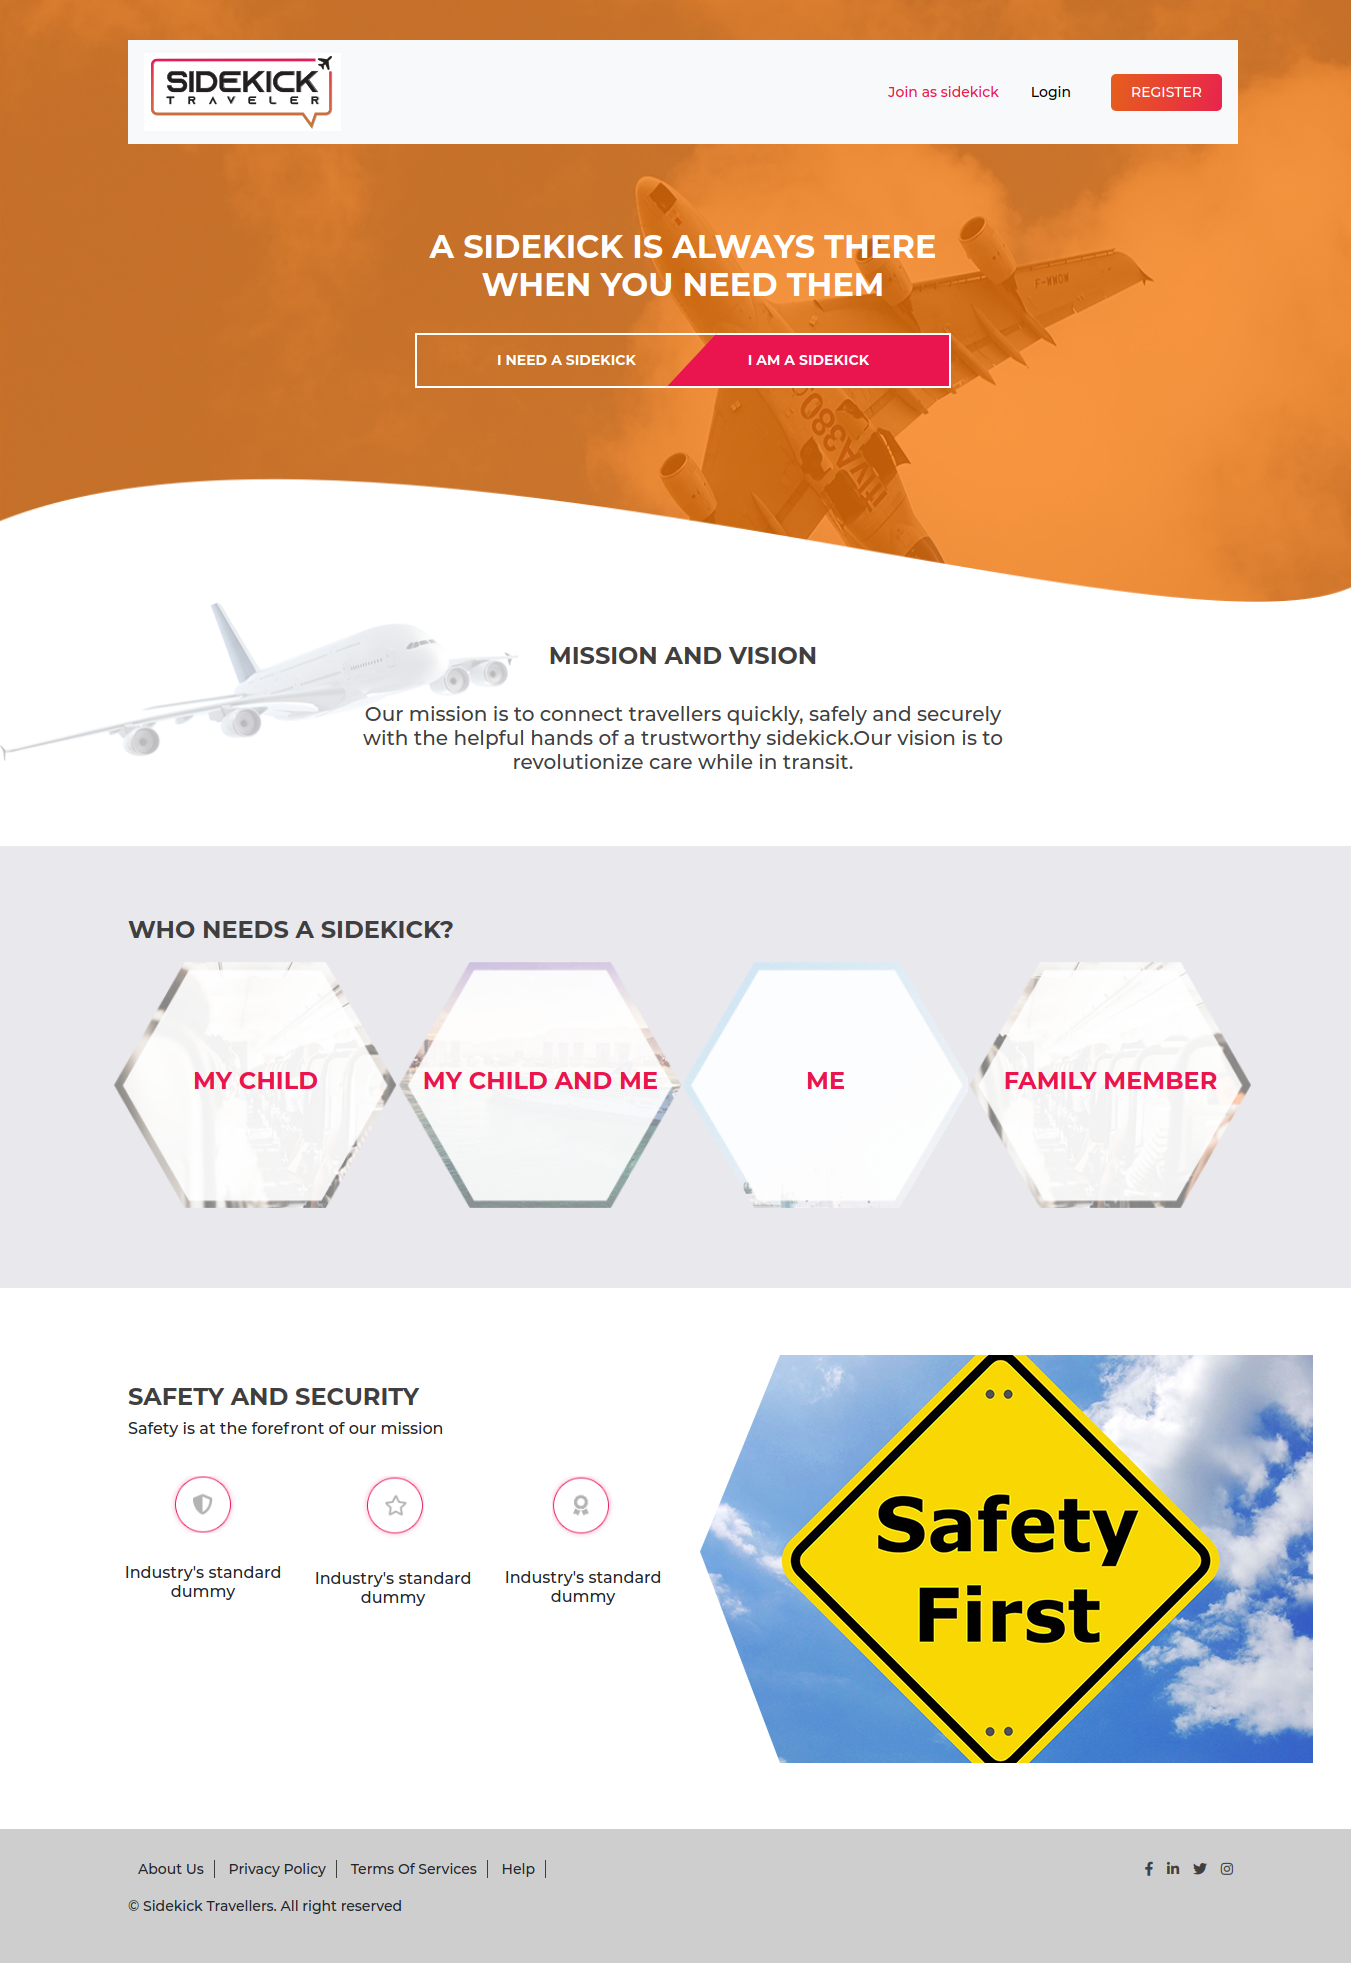 SIDEKICK
TRAVELER
Join as sidekick
Login
REGISTER
A SIDEKICK IS ALWAYS THERE
WHEN YOU NEED THEM
I NEED A SIDEKICK
I AM A SIDEKICK
F-WWOW
A380
MISSION AND VISION
Our mission is to connect travellers quickly, safely and securely
with the helpful hands of a trustworthy sidekick.Our vision is to
revolutionize care while in transit.
WHO NEEDS A SIDEKICK?
MY CHILD
MY CHILD AND ME
ME
FAMILY MEMBER
SAFETY AND SECURITY
Safety is at the forefront of our mission
Industry's standard
dummy
Industry's standard
dummy
Industry's standard
dummy
Safety
First
About Us
Privacy Policy
Terms Of Services
Help
© Sidekick Travellers. All right reserved